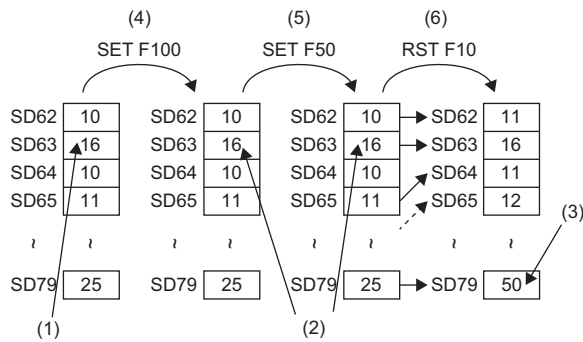 (4) (5) (6)
SET F100 SET F50 RST F10
SD62 10 SD62 10 SD62 10 SD62 11
SD63 16 SD63 16 SD63 16 SD63 16
SD64 10 SD64 10 SD64 10 SD64 11
SD65 11 SD65 11 SD65 11 SD65 12
~ ~ ~ ~ ~ ~ ~ ~
(3)
SD79 25 SD79 25 SD79 25 SD79 50
(1) (2)